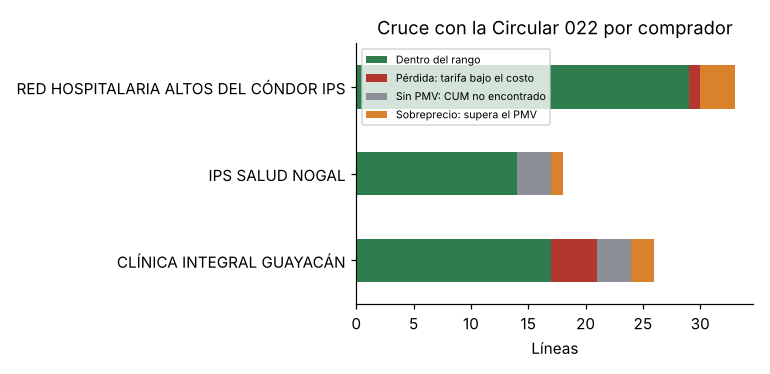 Cruce con la Circular 022 por comprador
Dentro del rango
Pérdida: tarifa bajo el costo
Sin PMV: CUM no encontrado
Sobreprecio: supera el PMV
RED HOSPITALARIA ALTOS DEL CÓNDOR IPS
IPS SALUD NOGAL
CLÍNICA INTEGRAL GUAYACÁN
0 5 10 15 20 25 30
Líneas